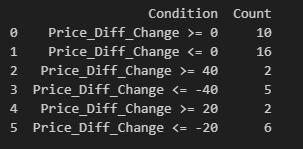 Condition Count
0 Price_Diff_Change >= 0 10
1 Price_Diff_Change <= 0 16
2 Price_Diff_Change >= 40 2
3 Price_Diff_Change <= -40 5
4 Price_Diff_Change >= 20 2
5 Price_Diff_Change <= -20 6